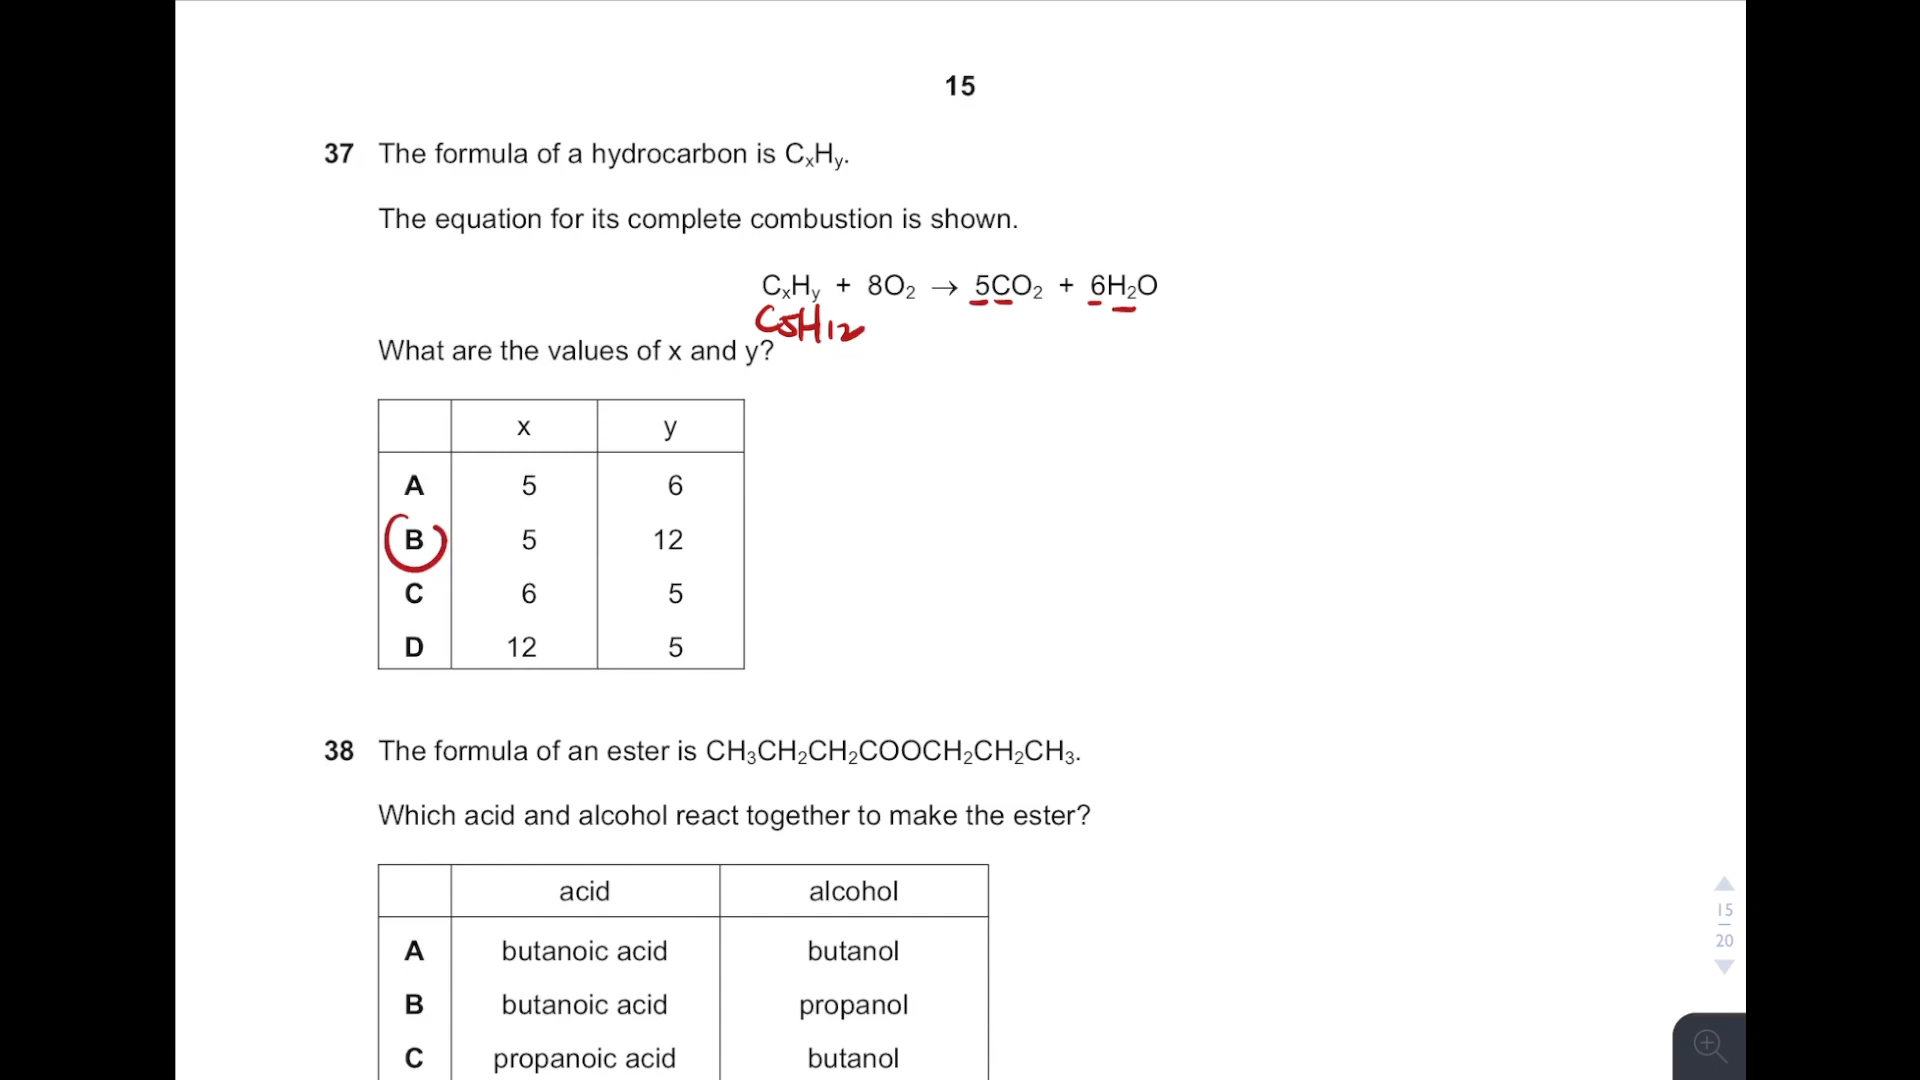 15
37 The formula of a hydrocarbon is CxHy.
The equation for its complete combustion is shown.
CxHy + 8O2 → 5CO2 + 6H2O
C5H12
What are the values of x and y?
x y
A 5 6
B 5 12
C 6 5
D 12 5
38 The formula of an ester is CH3CH2CH2COOCH2CH2CH3.
Which acid and alcohol react together to make the ester?
acid alcohol
A butanoic acid butanol
B butanoic acid propanol
C propanoic acid butanol
15
20